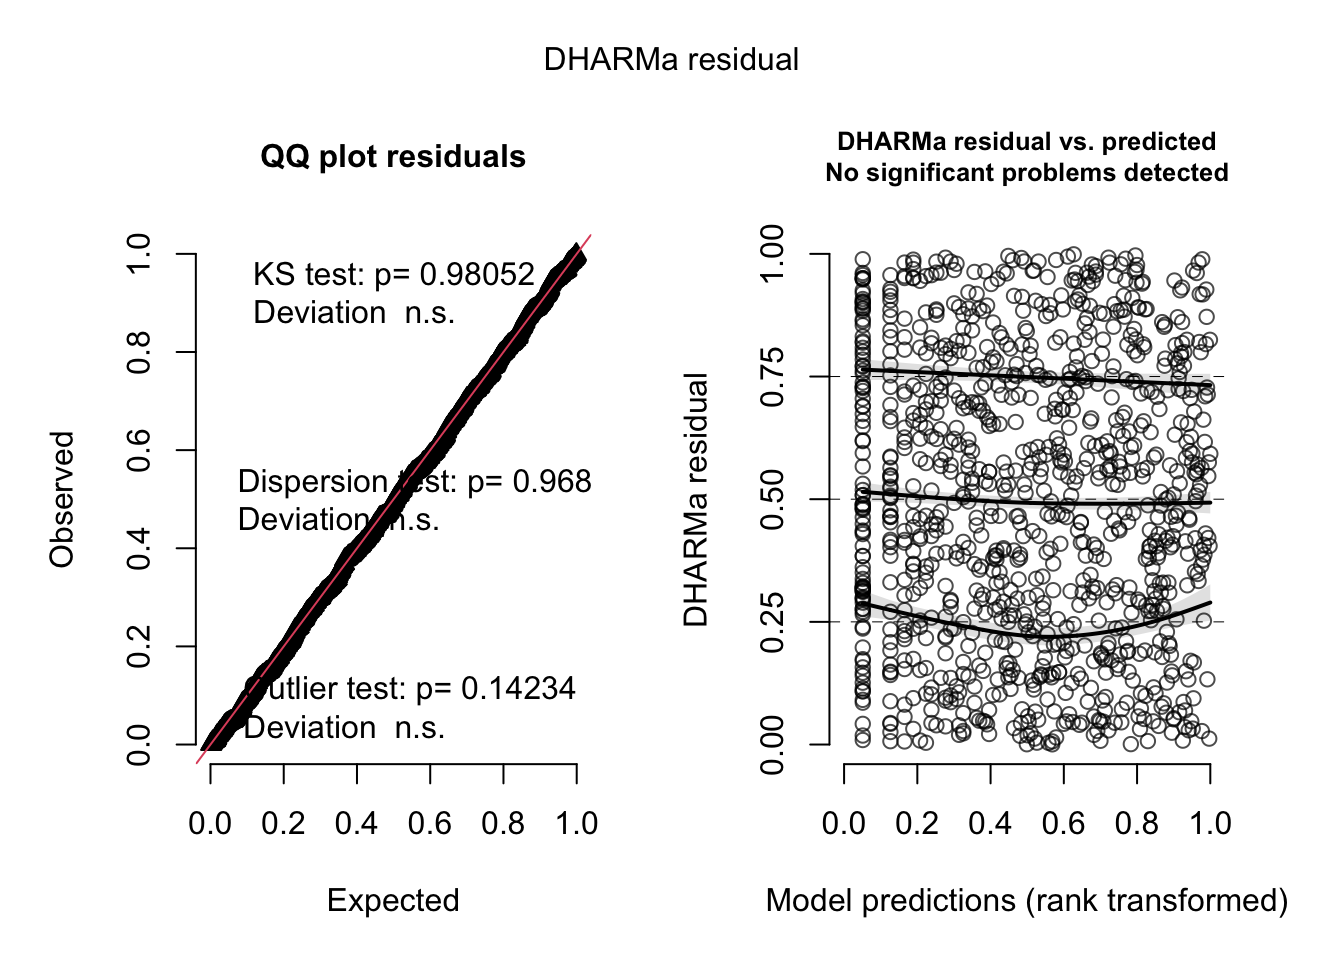 DHARMa residual
QQ plot residuals
KS test: p= 0.98052
Deviation n.s.
Dispersion test: p= 0.968
Deviation n.s.
Outlier test: p= 0.14234
Deviation n.s.
Observed
0.0 0.2 0.4 0.6 0.8 1.0
0.0 0.2 0.4 0.6 0.8 1.0
Expected
DHARMa residual vs. predicted
No significant problems detected
DHARMa residual
0.00 0.25 0.50 0.75 1.00
0.0 0.2 0.4 0.6 0.8 1.0
Model predictions (rank transformed)